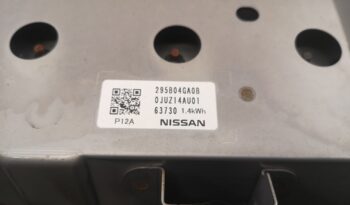 295B04GA0B
0JUZ14AU01
63730 1.4kWh
P12A NISSAN